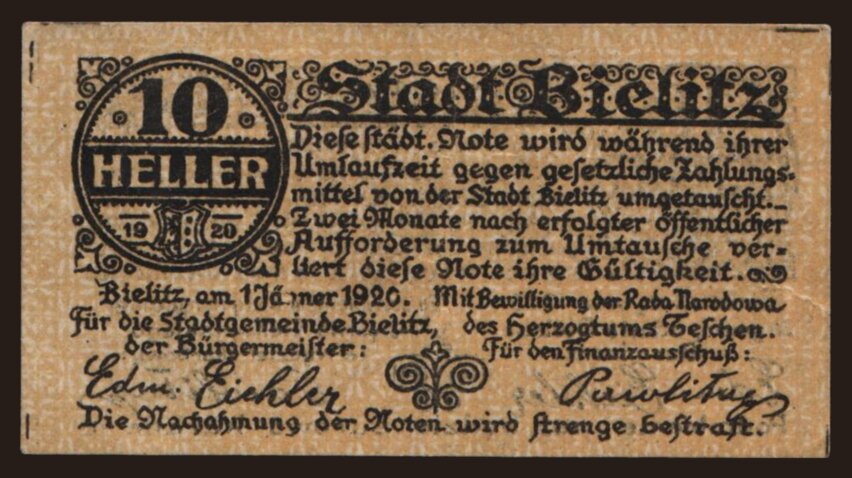 10
HELLER
1920
Stadt Bielitz
Diese städt. Note wird während ihrer
Umlaufzeit gegen gesetzliche Zahlungs-
mittel von der Stadt Bielitz umgetauscht._
Zwei Monate nach erfolgter öffentlicher
Aufforderung zum Umtausche ver-
liert diese Note ihre Gültigkeit.
Bielitz, am 1 Jänner 1920. Mit Bewilligung der Rada Narodowa
Für die Stadtgemeinde Bielitz, des Herzogtums Teschen.
der Bürgermeister: Für den Finanzausschuß:
Edm. Eichler
Die Nachahmung der Noten wird strenge bestraft.